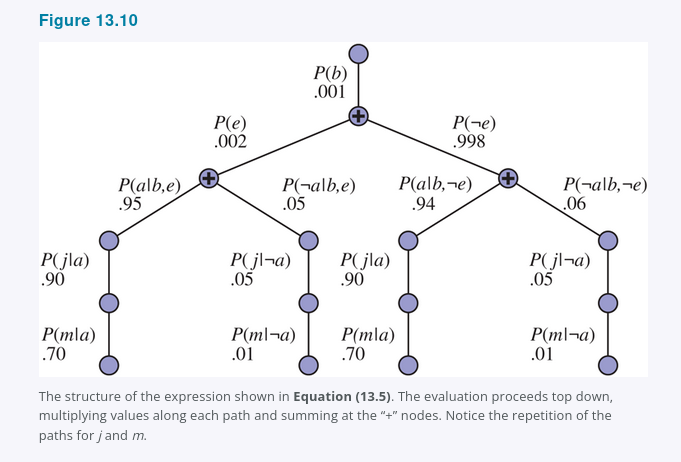 Figure 13.10
P(b)
.001
P(e)
.002
P(¬e)
.998
P(a|b,e)
.95
P(¬a|b,e)
.05
P(a|b,¬e)
.94
P(¬a|b,¬e)
.06
P(j|a)
.90
P(j|¬a)
.05
P(j|a)
.90
P(j|¬a)
.05
P(m|a)
.70
P(m|¬a)
.01
P(m|a)
.70
P(m|¬a)
.01
The structure of the expression shown in Equation (13.5). The evaluation proceeds top down,
multiplying values along each path and summing at the “+” nodes. Notice the repetition of the
paths for j and m.